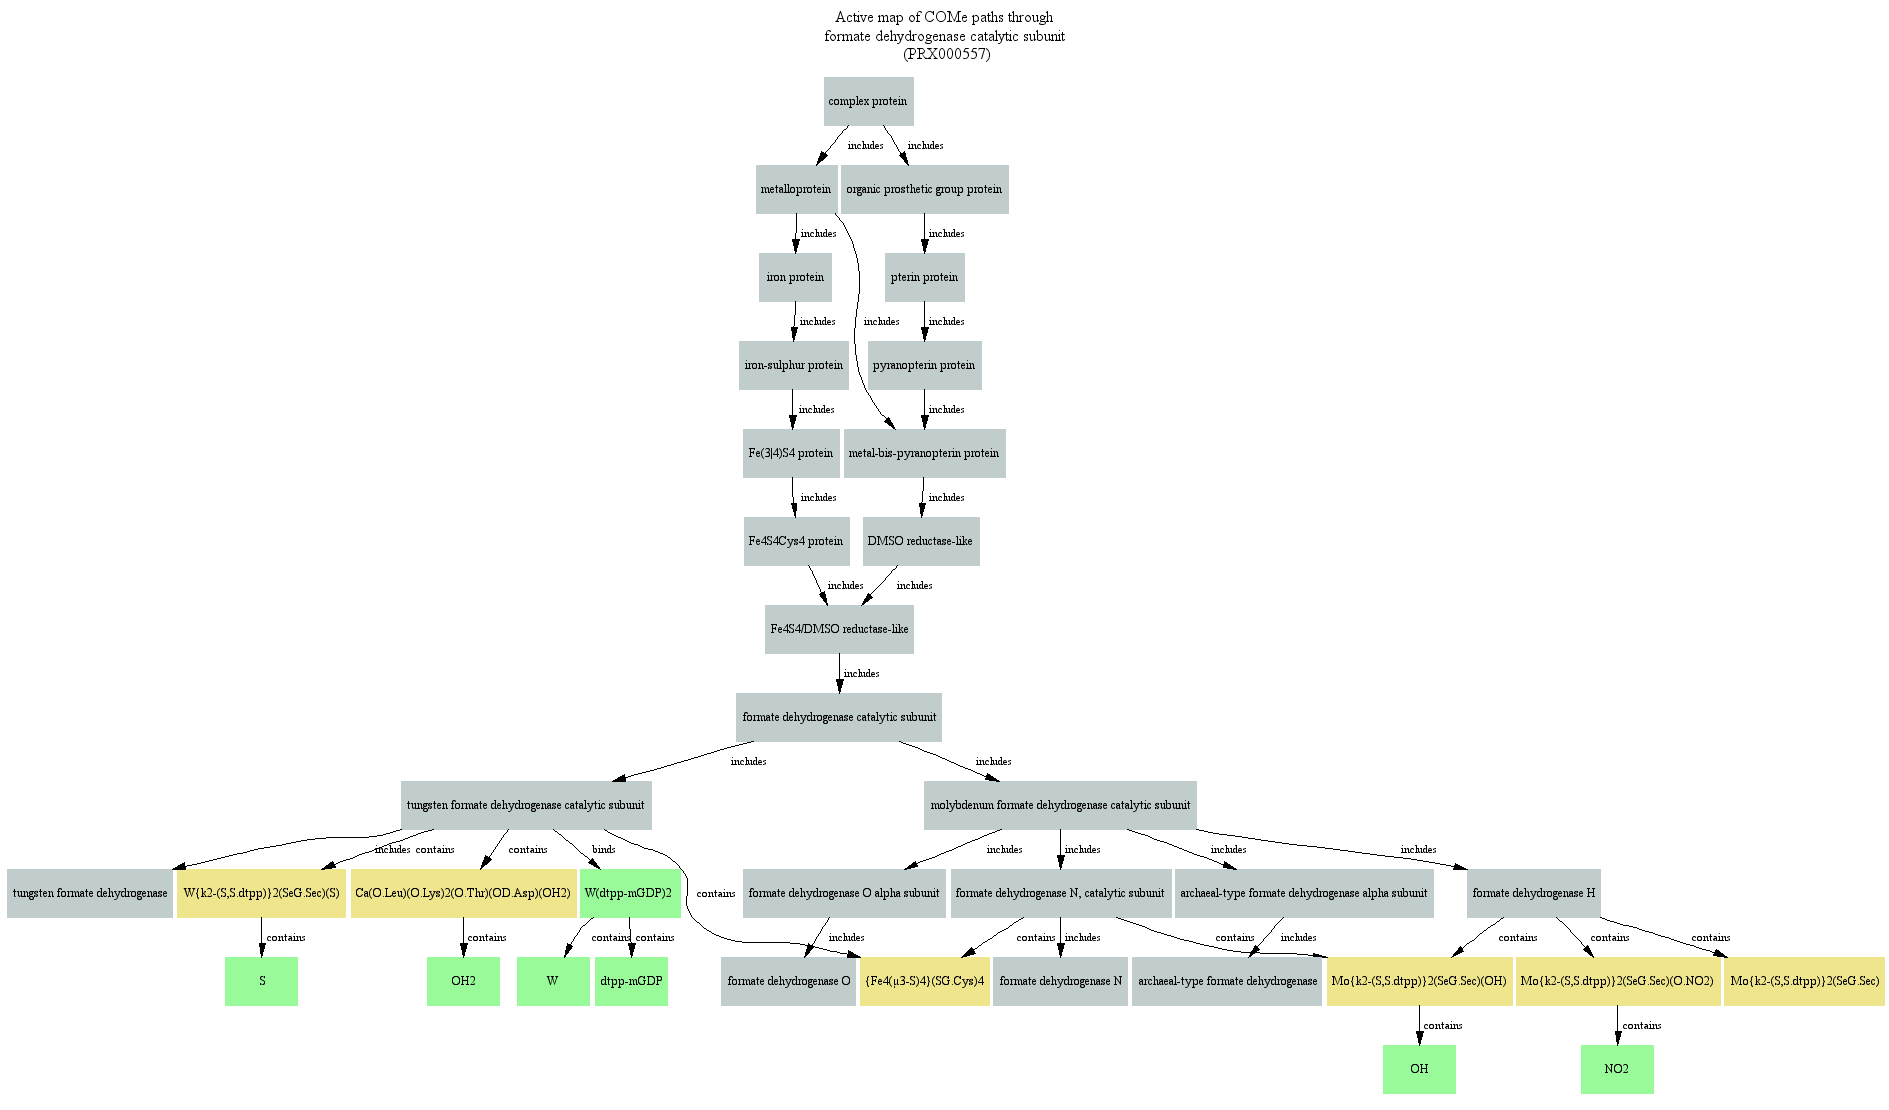 Active map of COMe paths through
formate dehydrogenase catalytic subunit
(PRX000557)
complex protein
includes
includes
metalloprotein
organic prosthetic group protein
includes
includes
iron protein
pterin protein
includes
includes
includes
iron-sulphur protein
pyranopterin protein
includes
includes
Fe(3|4)S4 protein
metal-bis-pyranopterin protein
includes
includes
Fe4S4Cys4 protein
DMSO reductase-like
includes
includes
Fe4S4/DMSO reductase-like
includes
formate dehydrogenase catalytic subunit
includes
includes
tungsten formate dehydrogenase catalytic subunit
molybdenum formate dehydrogenase catalytic subunit
includes
contains
contains
binds
contains
includes
includes
includes
includes
tungsten formate dehydrogenase
W{k2-(S,S.dtpp)}2(SeG.Sec)(S)
Ca(O.Leu)(O.Lys)2(O.Thr)(OD.Asp)(OH2)
W(dtpp-mGDP)2
formate dehydrogenase O alpha subunit
formate dehydrogenase N, catalytic subunit
archaeal-type formate dehydrogenase alpha subunit
formate dehydrogenase H
contains
contains
contains
contains
includes
contains
includes
contains
includes
contains
contains
contains
S
OH2
W
dtpp-mGDP
formate dehydrogenase O
{Fe4(µ3-S)4}(SG.Cys)4
formate dehydrogenase N
archaeal-type formate dehydrogenase
Mo{k2-(S,S.dtpp)}2(SeG.Sec)(OH)
Mo{k2-(S,S.dtpp)}2(SeG.Sec)(O.NO2)
Mo{k2-(S,S.dtpp)}2(SeG.Sec)
contains
contains
OH
NO2